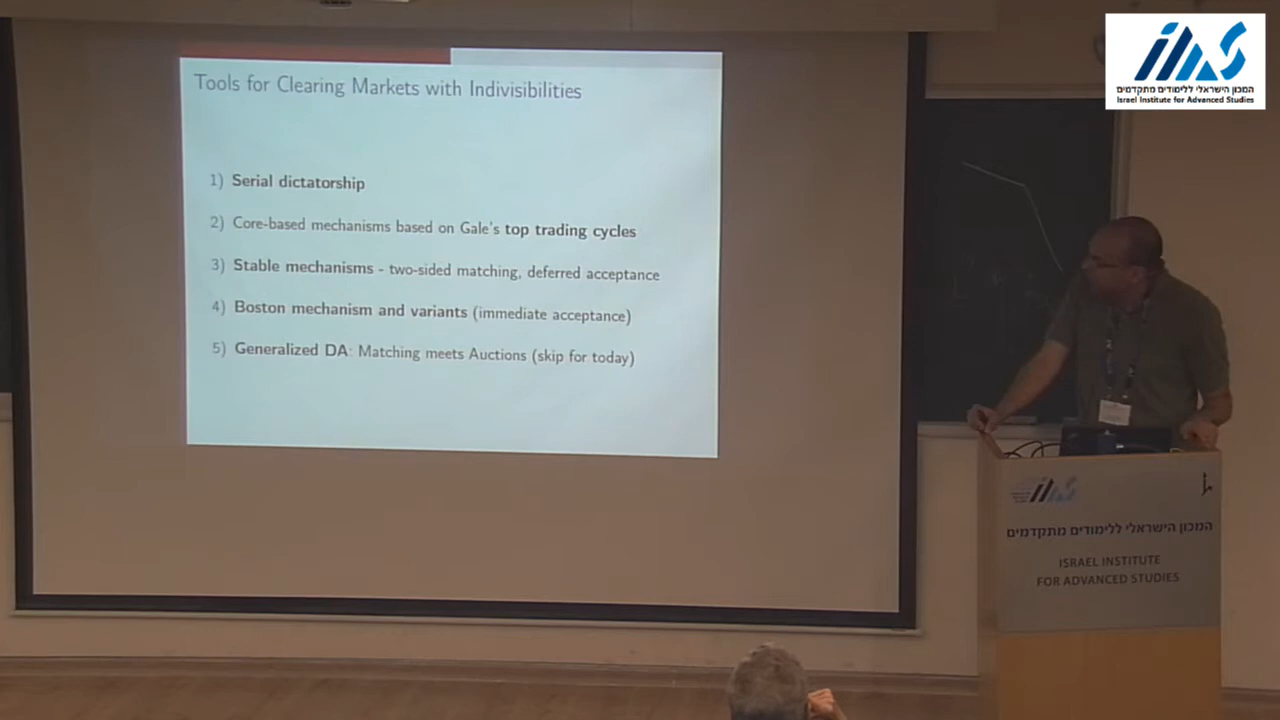 Tools for Clearing Markets with Indivisibilities
1) Serial dictatorship
2) Core-based mechanisms based on Gale's top trading cycles
3) Stable mechanisms - two-sided matching, deferred acceptance
4) Boston mechanism and variants (immediate acceptance)
5) Generalized DA: Matching meets Auctions (skip for today)
המכון הישראלי ללימודים מתקדמים
Israel Institute for Advanced Studies
המכון הישראלי ללימודים מתקדמים
ISRAEL INSTITUTE
FOR ADVANCED STUDIES